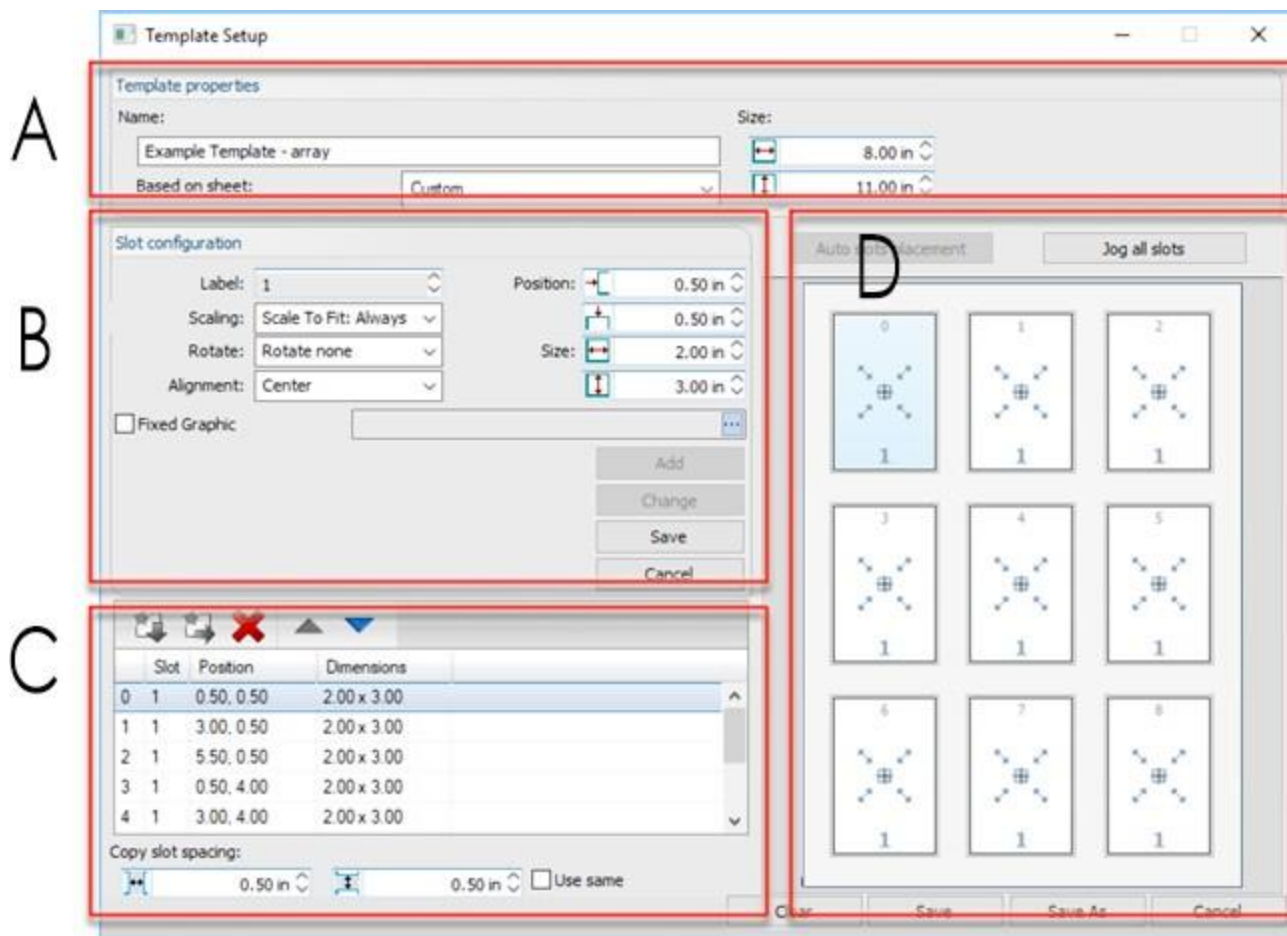 Template Setup
A
Template properties
Name:
Size:
Example Template - array
8.00 in
Based on sheet:
Custom
11.00 in
B
Slot configuration
Label: 1
Position: 0.50 in
Scaling: Scale To Fit: Always
0.50 in
Rotate: Rotate none
Size: 2.00 in
Alignment: Center
3.00 in
Fixed Graphic
...
Add
Change
Save
Cancel
C
Slot Position Dimensions
0 1 0.50, 0.50 2.00 x 3.00
1 1 3.00, 0.50 2.00 x 3.00
2 1 5.50, 0.50 2.00 x 3.00
3 1 0.50, 4.00 2.00 x 3.00
4 1 3.00, 4.00 2.00 x 3.00
Copy slot spacing:
0.50 in 0.50 in Use same
D
Auto slots placement Jog all slots
0 1 2
1 1 1
3 4 5
1 1 1
6 7 8
1 1 1
Clear Save Save As Cancel